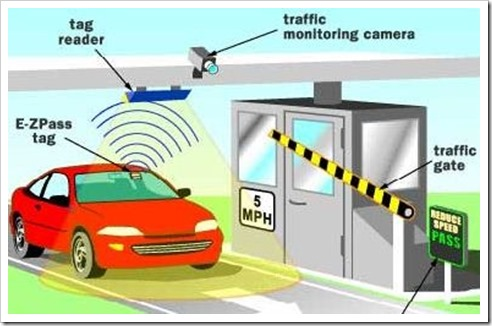 tag
reader
traffic
monitoring camera
E-ZPass
tag
traffic
gate
5
MPH
REDUCE
SPEED
PASS